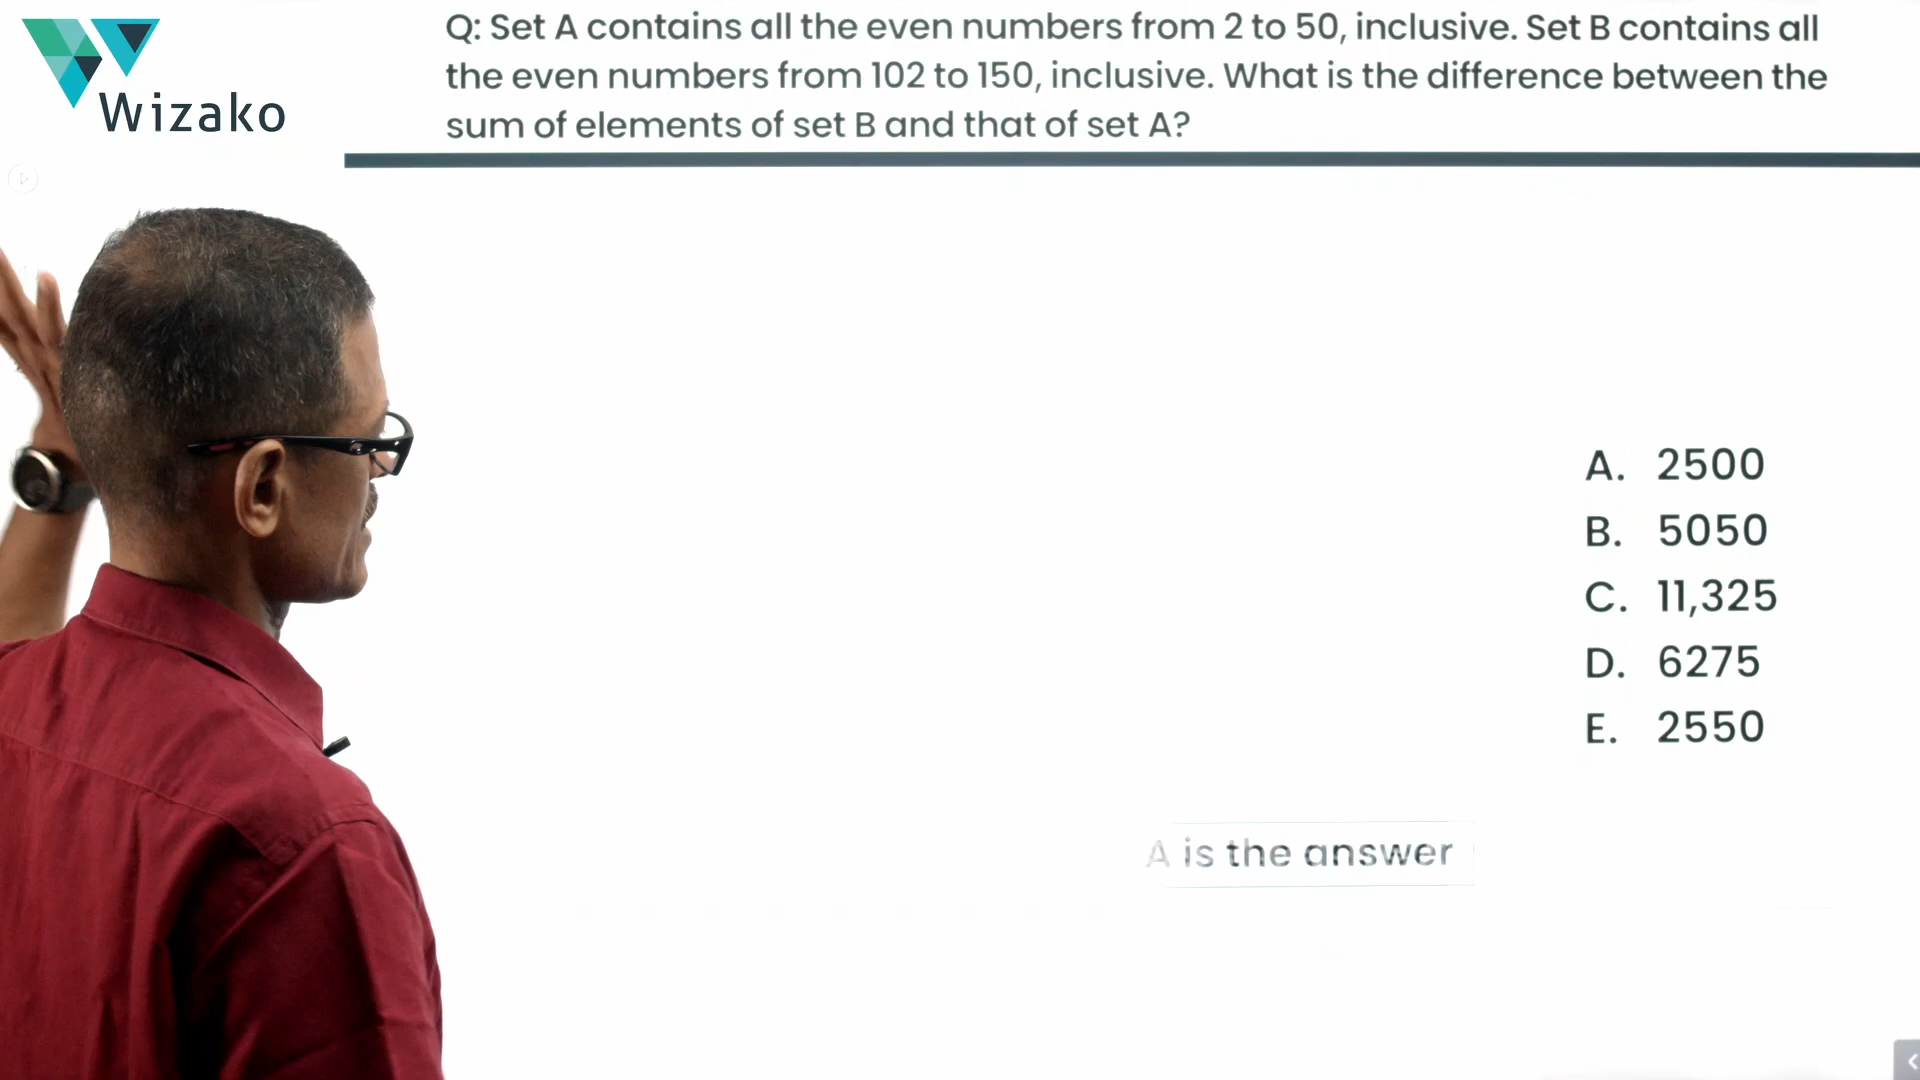 Wizako
Q: Set A contains all the even numbers from 2 to 50, inclusive. Set B contains all
the even numbers from 102 to 150, inclusive. What is the difference between the
sum of elements of set B and that of set A?
A. 2500
B. 5050
C. 11,325
D. 6275
E. 2550
A is the answer